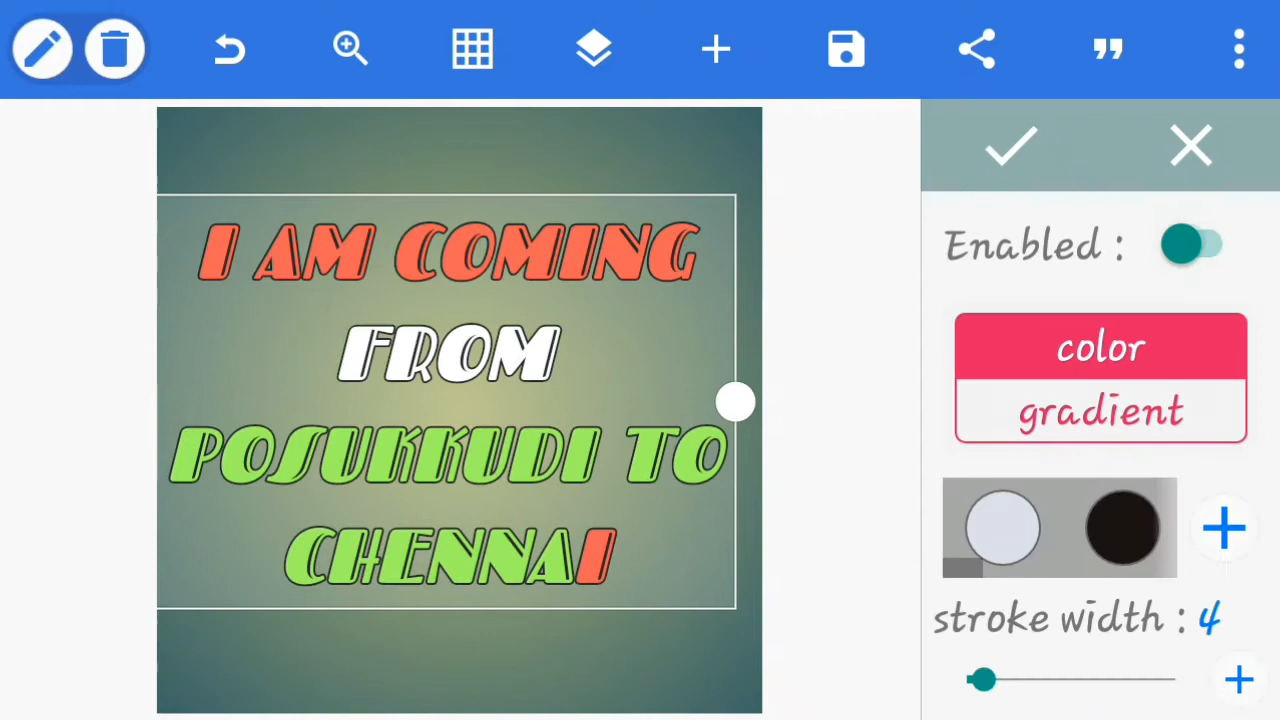 I AM COMING
FROM
POSUKKUDI TO
CHENNAI
Enabled :
color
gradient
stroke width : 4